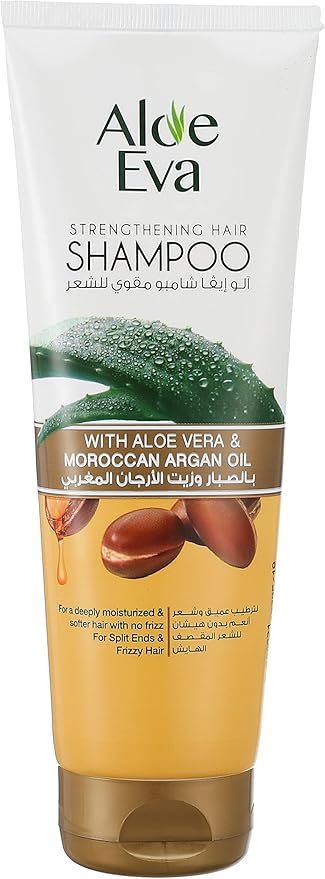 Aloe
Eva
STRENGTHENING HAIR
SHAMPOO
آلو إيڤا شامبو مقوي للشعر
WITH ALOE VERA &
MOROCCAN ARGAN OIL
بالصبار وزيت الأرجان المغربي
For a deeply moisturized &
softer hair with no frizz
For Split Ends &
Frizzy Hair
لترطيب عميق وشعر
أنعم بدون هيشان
للشعر المقصف
الهايش